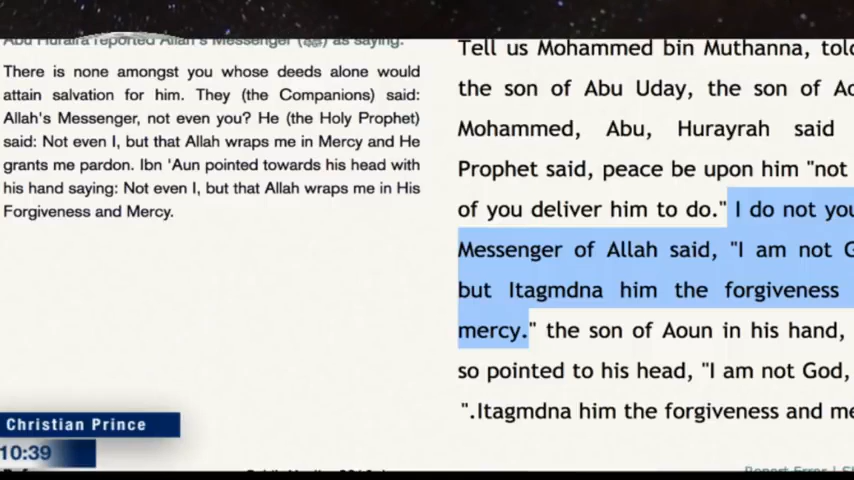 Abu Huraira reported Allah's Messenger (ﷺ) as saying:
There is none amongst you whose deeds alone would
attain salvation for him. They (the Companions) said:
Allah's Messenger, not even you? He (the Holy Prophet)
said: Not even I, but that Allah wraps me in Mercy and He
grants me pardon. Ibn 'Aun pointed towards his head with
his hand saying: Not even I, but that Allah wraps me in His
Forgiveness and Mercy.
Tell us Mohammed bin Muthanna, told
the son of Abu Uday, the son of
Mohammed, Abu, Hurayrah said
Prophet said, peace be upon him "not
of you deliver him to do." I do not
Messenger of Allah said, "I am not
but Itagmdna him the forgiveness
mercy." the son of Aoun in his hand,
so pointed to his head, "I am not God,
".Itagmdna him the forgiveness and
Christian Prince
10:39
Report Error |